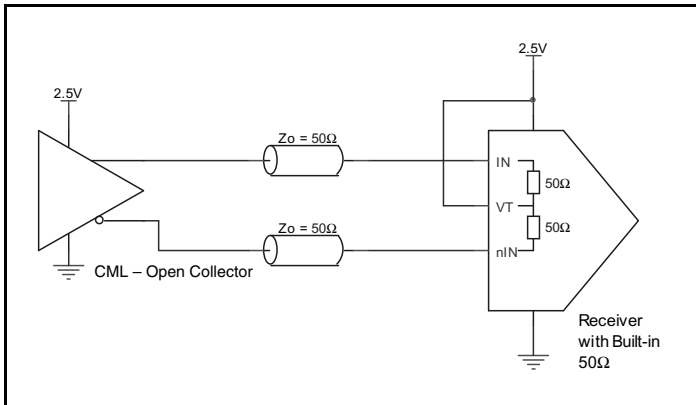 2.5V
2.5V
Zo = 50Ω
IN
50Ω
VT
50Ω
Zo = 50Ω
nIN
CML – Open Collector
Receiver
with Built-in
50Ω